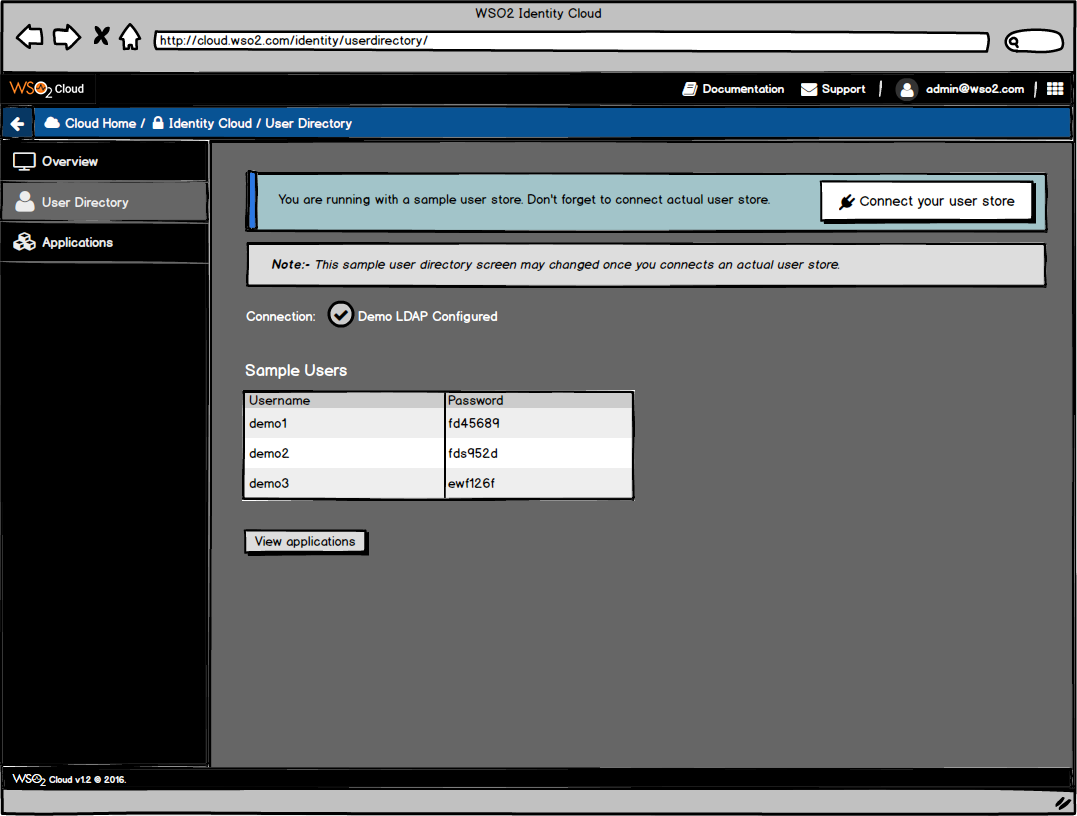 WSO2 Identity Cloud
http://cloud.wso2.com/identity/userdirectory/
WSO2 Cloud
Documentation
Support
admin@wso2.com
Cloud Home / Identity Cloud / User Directory
Overview
User Directory
Applications
You are running with a sample user store. Don't forget to connect actual user store.
Connect your user store
Note:- This sample user directory screen may changed once you connects an actual user store.
Connection: Demo LDAP Configured
Sample Users
Username Password
demo1 fd45689
demo2 fds952d
demo3 ewf126f
View applications
WSO2 Cloud v1.2 © 2016.